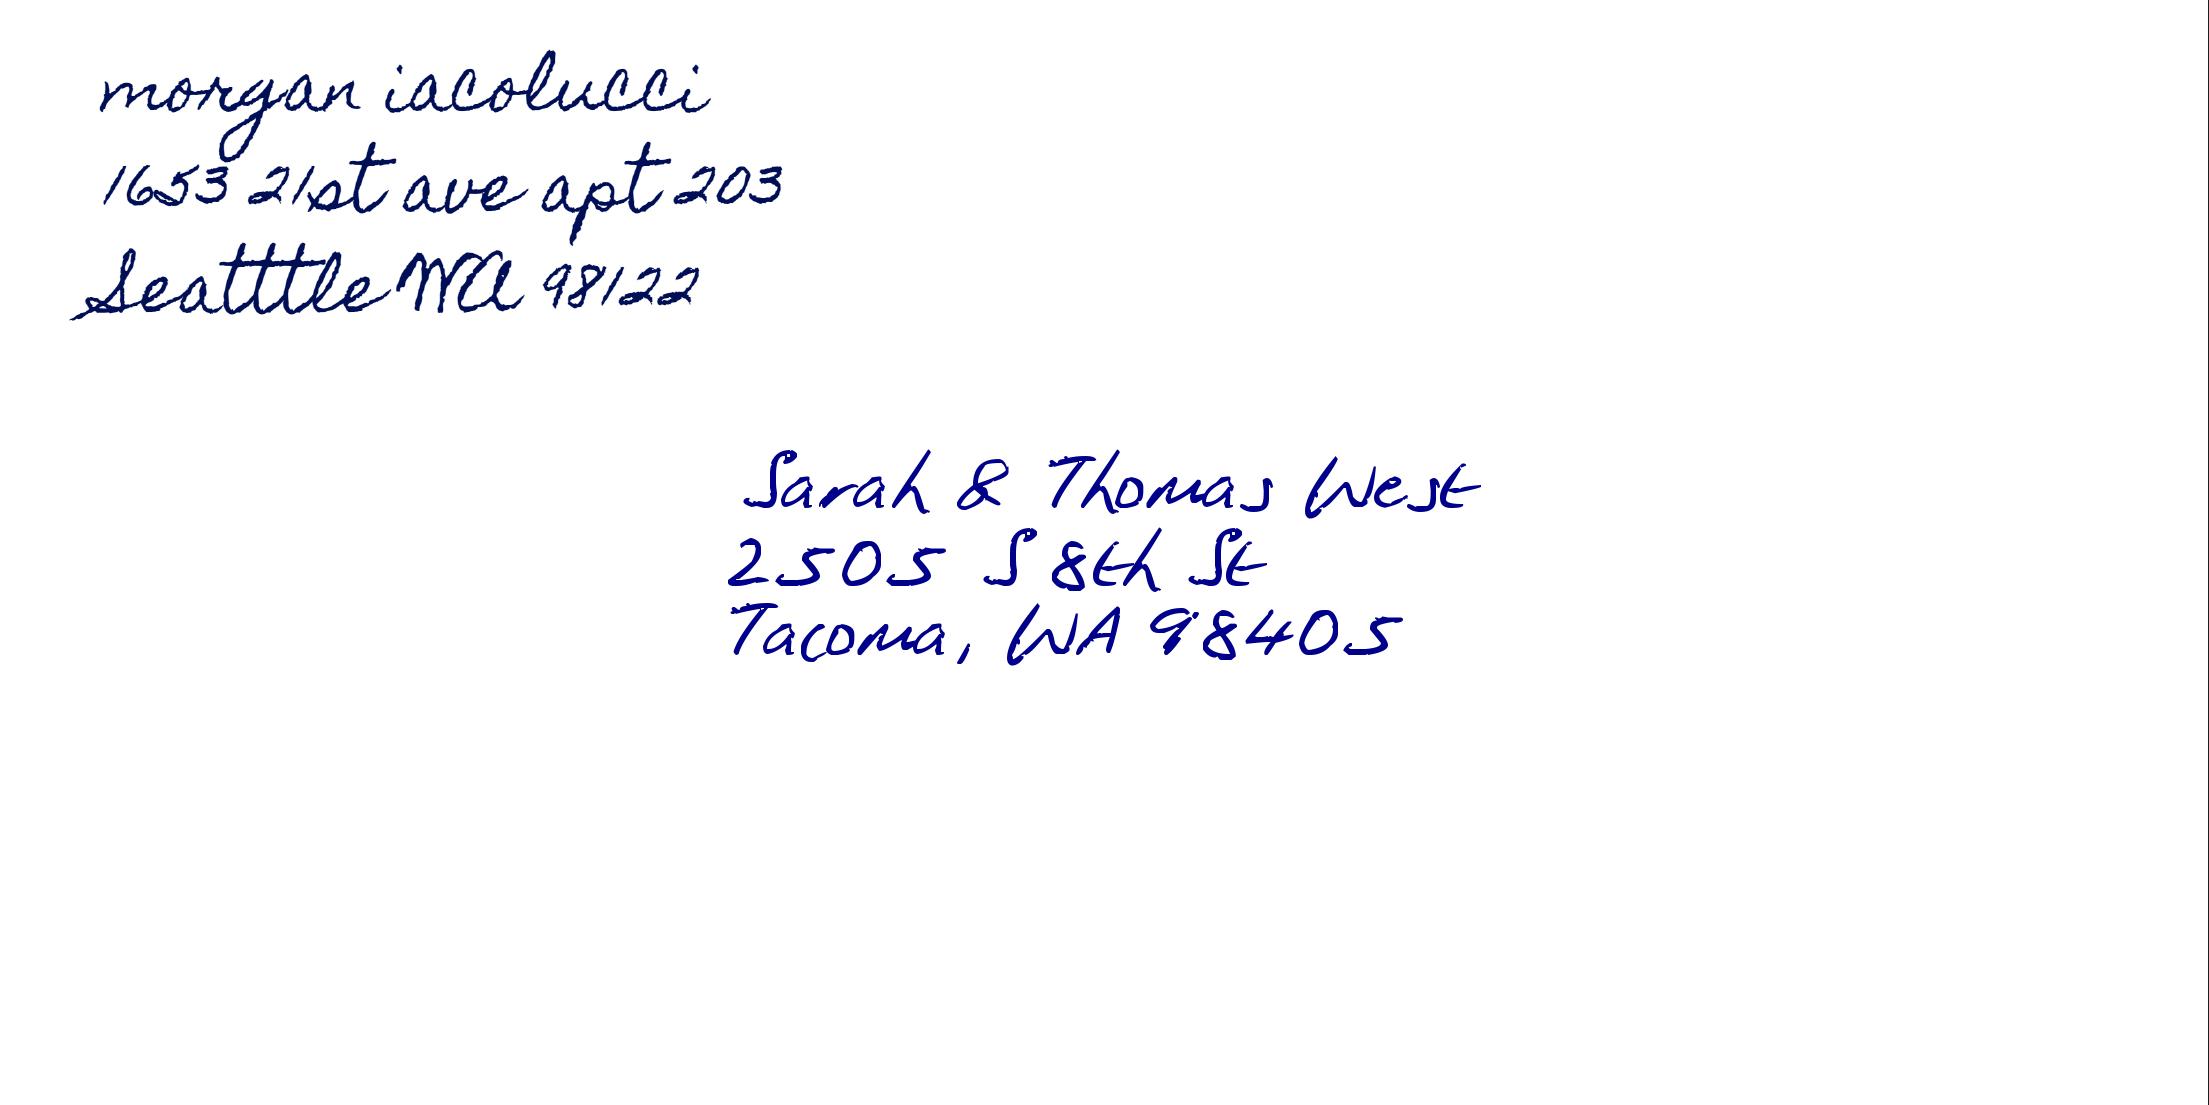 morgan iacolucci
1653 21st ave apt 203
Seatttle WA 98122
Sarah & Thomas West
2505 S 8th St
Tacoma, WA 98405